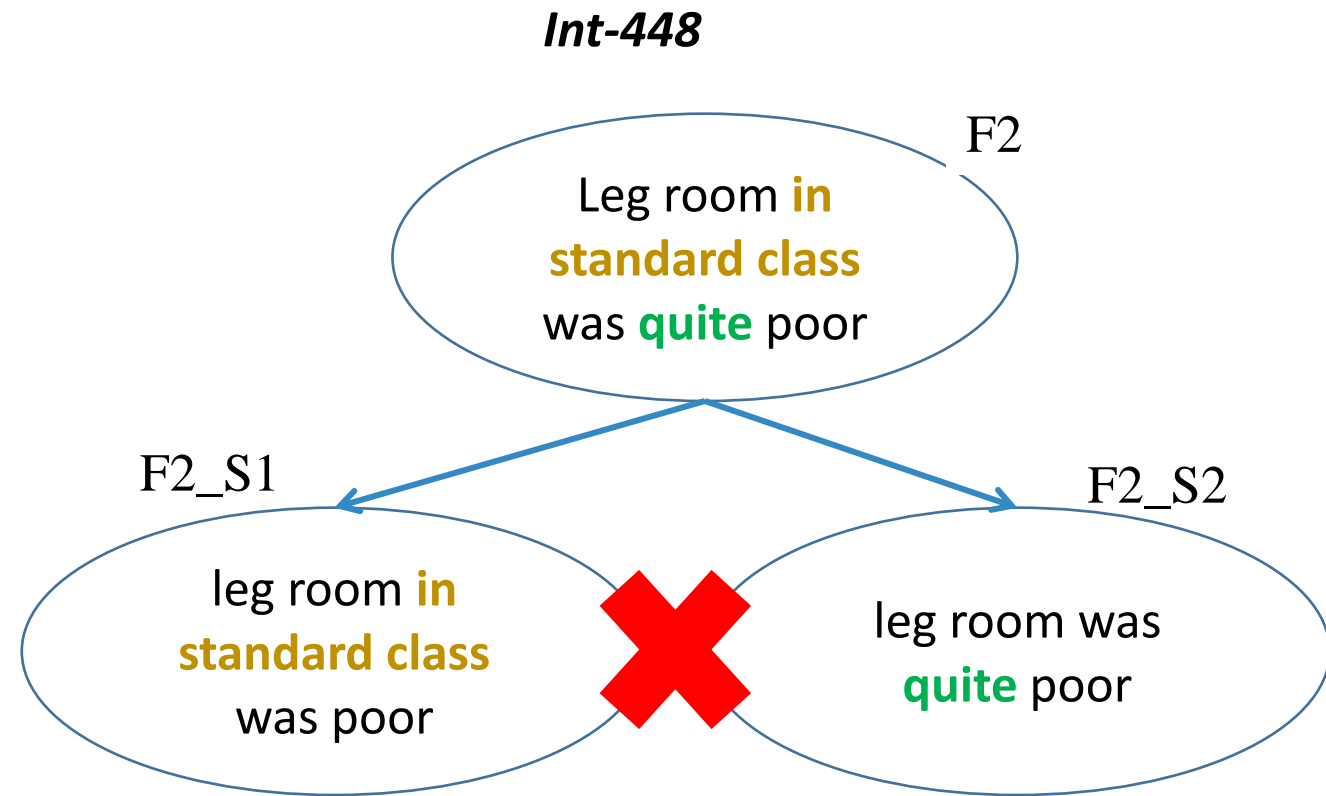 Int-448
F2
Leg room in
standard class
was quite poor
F2_S1
F2_S2
leg room in
standard class
was poor
leg room was
quite poor